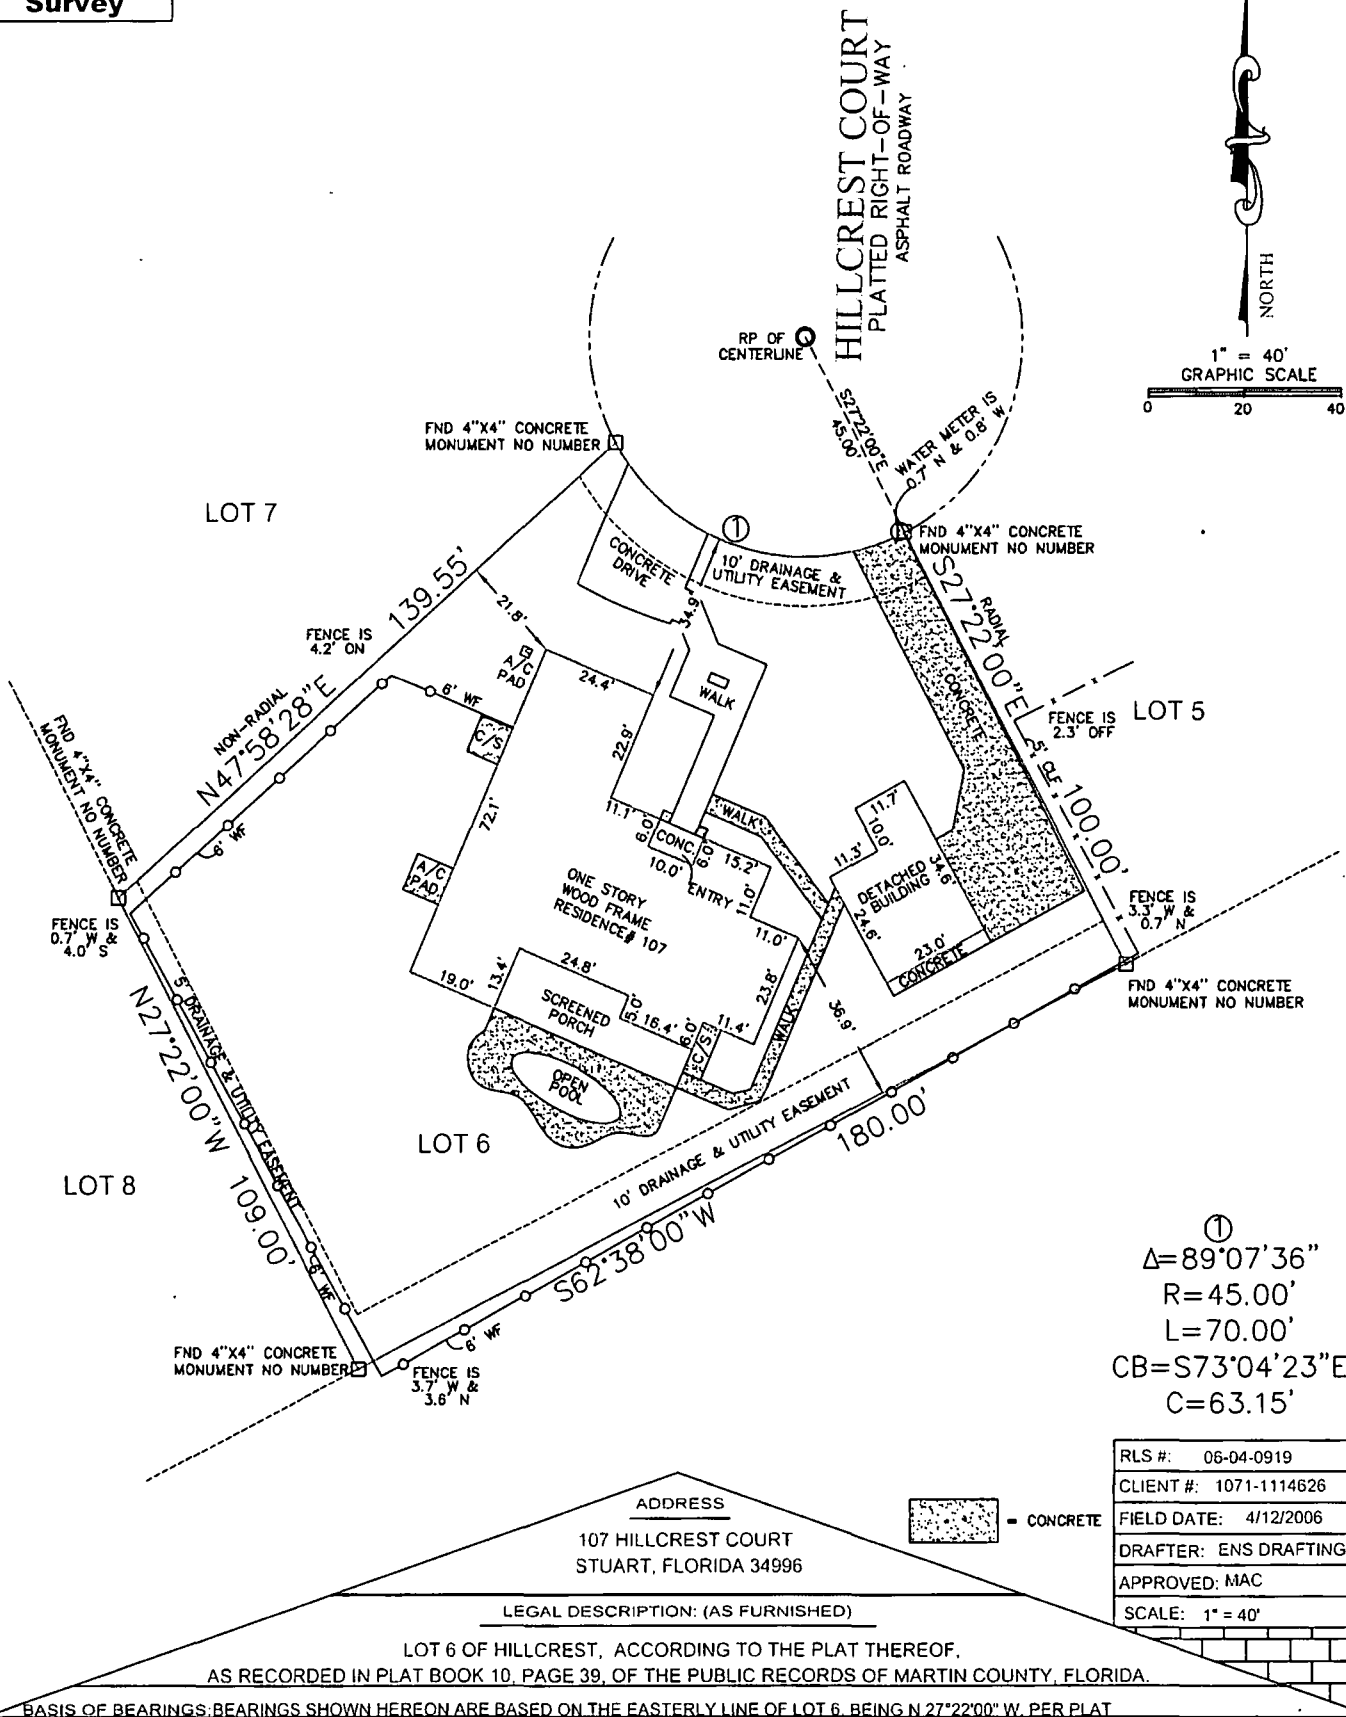 Survey
HILLCREST COURT
PLATTED RIGHT-OF-WAY
ASPHALT ROADWAY
NORTH
1" = 40'
GRAPHIC SCALE
0 20 40
RP OF
CENTERLINE
S27°22'00"E
45.00'
WATER METER IS
0.7' N & 0.8' W
FND 4"X4" CONCRETE
MONUMENT NO NUMBER
FND 4"X4" CONCRETE
MONUMENT NO NUMBER
LOT 7
1
CONCRETE
DRIVE
10' DRAINAGE &
UTILITY EASEMENT
34.9'
S27°22'00"E
RADIAL
100.00'
CONCRETE
139.55'
N47°58'28"E
NON-RADIAL
21.8'
FENCE IS
4.2' ON
A/C
PAD
24.4'
6' WF
C/S
WALK
22.9'
LOT 5
FENCE IS
2.3' OFF
5' CLF
FND 4"X4" CONCRETE
MONUMENT NO NUMBER
6' WF
72.1'
11.1'
6.0'
CONC.
6.0'
10.0'
15.2'
WALK
ENTRY
11.0'
11.0'
11.7'
10.0'
11.3'
34.6'
DETACHED
BUILDING
24.6'
23.0'
CONCRETE
A/C
PAD
ONE STORY
WOOD FRAME
RESIDENCE# 107
FENCE IS
0.7' W &
4.0' S
FENCE IS
3.3' W &
0.7' N
FND 4"X4" CONCRETE
MONUMENT NO NUMBER
19.0'
13.4'
24.8'
SCREENED
PORCH
5.0'
16.4'
6.0'
C/S
11.4'
23.8'
WALK
36.9'
OPEN
POOL
N27°22'00"W
109.00'
5' DRAINAGE & UTILITY EASEMENT
LOT 6
LOT 8
10' DRAINAGE & UTILITY EASEMENT
180.00'
S62°38'00"W
6' WF
6' WF
FND 4"X4" CONCRETE
MONUMENT NO NUMBER
FENCE IS
3.7' W &
3.6' N
1
Δ=89°07'36"
R=45.00'
L=70.00'
CB=S73°04'23"E
C=63.15'
RLS #: 06-04-0919
CLIENT #: 1071-1114626
FIELD DATE: 4/12/2006
DRAFTER: ENS DRAFTING
APPROVED: MAC
SCALE: 1" = 40'
= CONCRETE
ADDRESS
107 HILLCREST COURT
STUART, FLORIDA 34996
LEGAL DESCRIPTION: (AS FURNISHED)
LOT 6 OF HILLCREST, ACCORDING TO THE PLAT THEREOF,
AS RECORDED IN PLAT BOOK 10, PAGE 39, OF THE PUBLIC RECORDS OF MARTIN COUNTY, FLORIDA.
BASIS OF BEARINGS:BEARINGS SHOWN HEREON ARE BASED ON THE EASTERLY LINE OF LOT 6, BEING N 27°22'00" W, PER PLAT